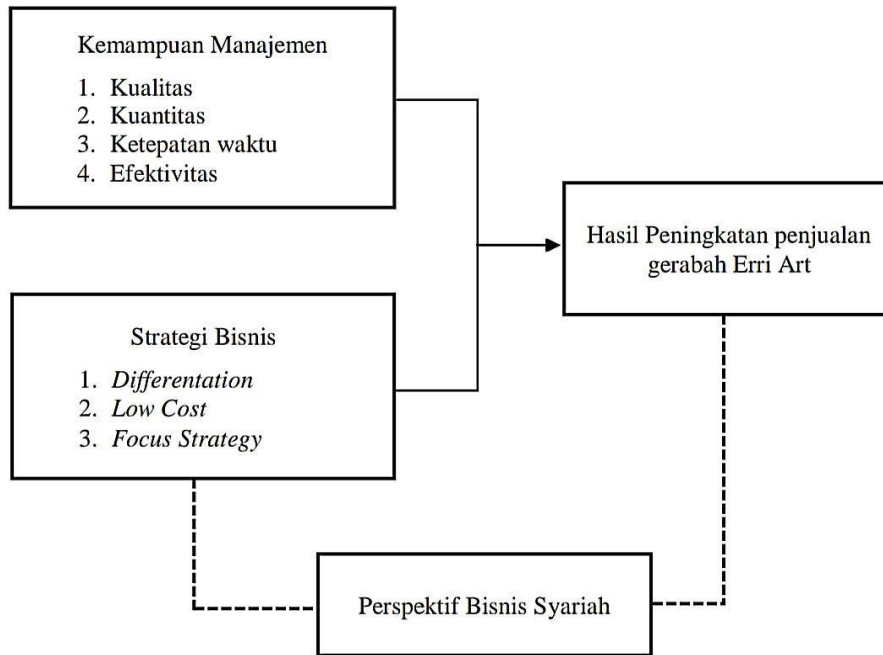 Kemampuan Manajemen
1. Kualitas
2. Kuantitas
3. Ketepatan waktu
4. Efektivitas
Hasil Peningkatan penjualan
gerabah Erri Art
Strategi Bisnis
1. Differentation
2. Low Cost
3. Focus Strategy
Perspektif Bisnis Syariah